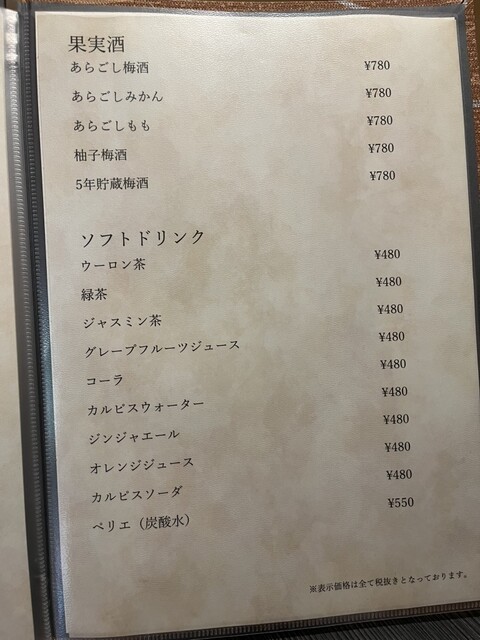 果実酒
あらごし梅酒 ¥780
あらごしみかん ¥780
あらごしもも ¥780
柚子梅酒 ¥780
5年貯蔵梅酒 ¥780
ソフトドリンク
ウーロン茶 ¥480
緑茶 ¥480
ジャスミン茶 ¥480
グレープフルーツジュース ¥480
コーラ ¥480
カルピスウォーター ¥480
ジンジャエール ¥480
オレンジジュース ¥480
カルピスソーダ ¥480
ペリエ（炭酸水） ¥550
※表示価格は全て税抜きとなっております。